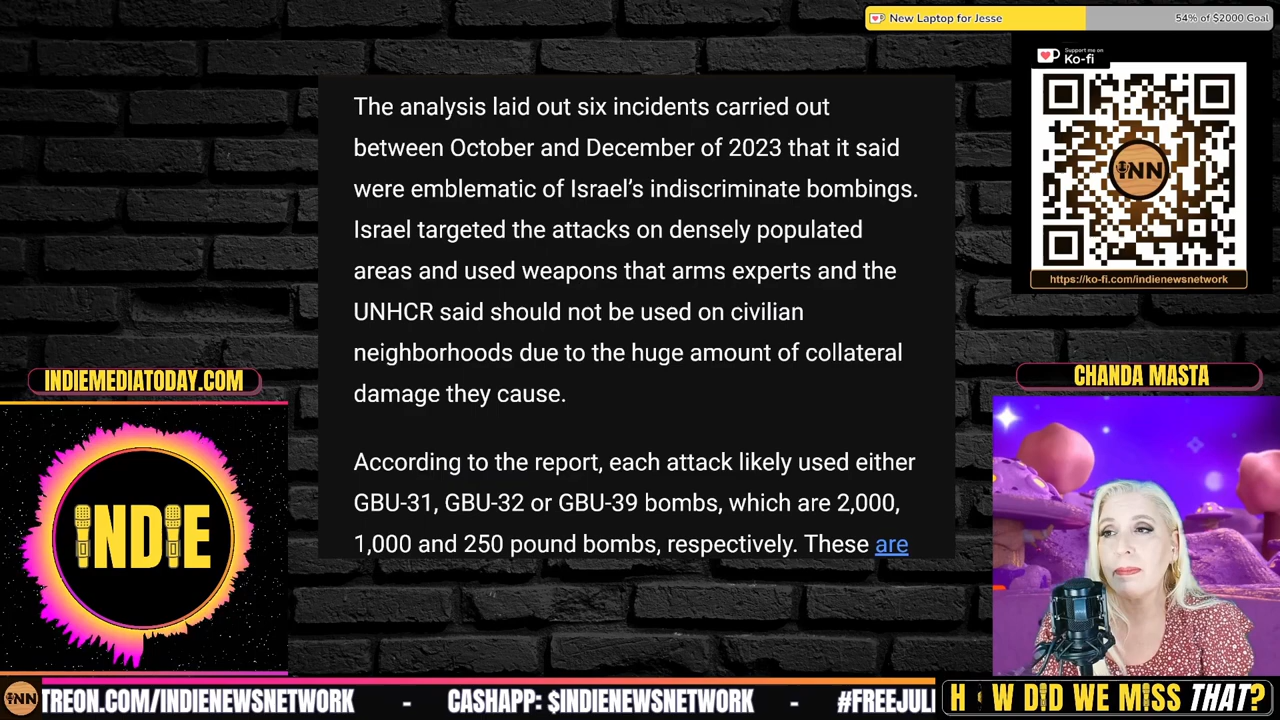 New Laptop for Jesse
54% of $2000 Goal
Support me on
Ko-fi
iNN
https://ko-fi.com/indienewsnetwork
The analysis laid out six incidents carried out
between October and December of 2023 that it said
were emblematic of Israel’s indiscriminate bombings.
Israel targeted the attacks on densely populated
areas and used weapons that arms experts and the
UNHCR said should not be used on civilian
neighborhoods due to the huge amount of collateral
damage they cause.
According to the report, each attack likely used either
GBU-31, GBU-32 or GBU-39 bombs, which are 2,000,
1,000 and 250 pound bombs, respectively. These are
INDIEMEDIATODAY.COM
INDIE
CHANDA MASTA
iNN
TREON.COM/INDIENEWSNETWORK - CASHAPP: $INDIENEWSNETWORK - #FREEJULI
H W DID WE MISS THAT?